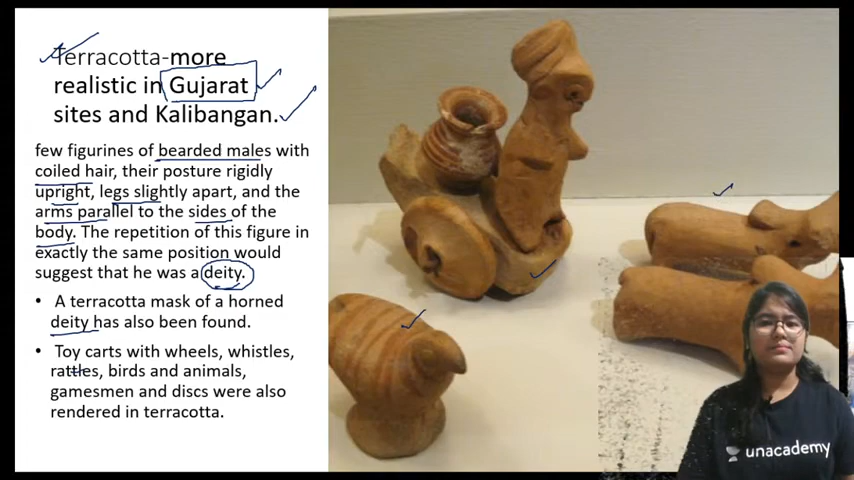 Terracotta-more
realistic in Gujarat
sites and Kalibangan.
few figurines of bearded males with
coiled hair, their posture rigidly
upright, legs slightly apart, and the
arms parallel to the sides of the
body. The repetition of this figure in
exactly the same position would
suggest that he was a deity.
• A terracotta mask of a horned
deity has also been found.
• Toy carts with wheels, whistles,
rattles, birds and animals,
gamesmen and discs were also
rendered in terracotta.
unacademy